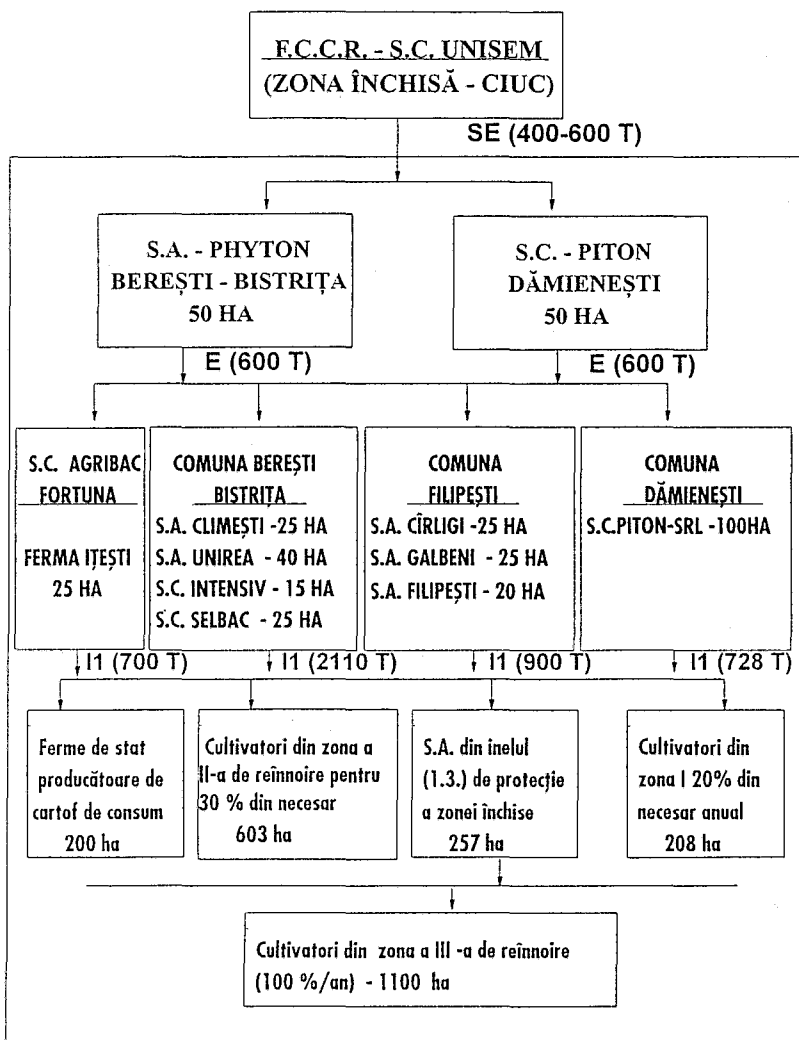 F.C.C.R. - S.C. UNISEM
(ZONA ÎNCHISĂ - CIUC)
SE (400-600 T)
S.A. - PHYTON
BEREȘTI - BISTRIȚA
50 HA
S.C. - PITON
DĂMIENEȘTI
50 HA
E (600 T)
E (600 T)
S.C. AGRIBAC
FORTUNA
FERMA IȚEȘTI
25 HA
COMUNA BEREȘTI
BISTRIȚA
S.A. CLIMEȘTI -25 HA
S.A. UNIREA - 40 HA
S.C. INTENSIV - 15 HA
S.C. SELBAC - 25 HA
COMUNA
FILIPEȘTI
S.A. CÎRLIGI -25 HA
S.A. GALBENI - 25 HA
S.A. FILIPEȘTI - 20 HA
COMUNA
DĂMIENEȘTI
S.C.PITON-SRL -100HA
I1 (700 T)
I1 (2110 T)
I1 (900 T)
I1 (728 T)
Ferme de stat
producătoare de
cartof de consum
200 ha
Cultivatori din zona a
II-a de reînnoire pentru
30 % din necesar
603 ha
S.A. din inelul
(1.3.) de protecție
a zonei închise
257 ha
Cultivatori din
zona I 20% din
necesar anual
208 ha
Cultivatori din zona a III -a de reînnoire
(100 %/an) - 1100 ha